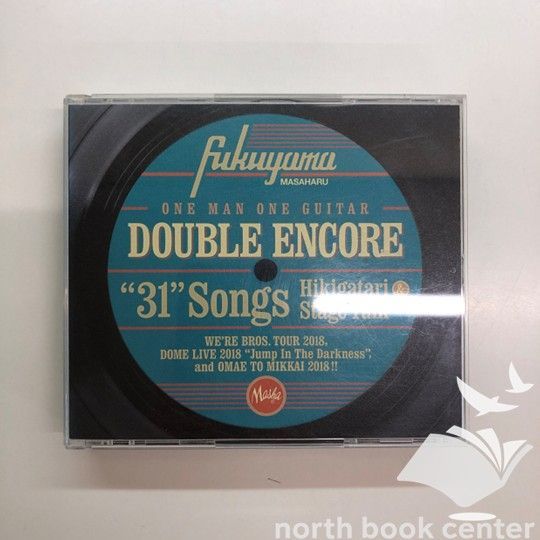 fukuyama
MASAHARU
ONE MAN ONE GUITAR
DOUBLE ENCORE
"31" Songs
Hikigatari &
Stage Talk
WE'RE BROS. TOUR 2018,
DOME LIVE 2018 "Jump In The Darkness",
and OMAE TO MIKKAI 2018!!
Masha
north book center